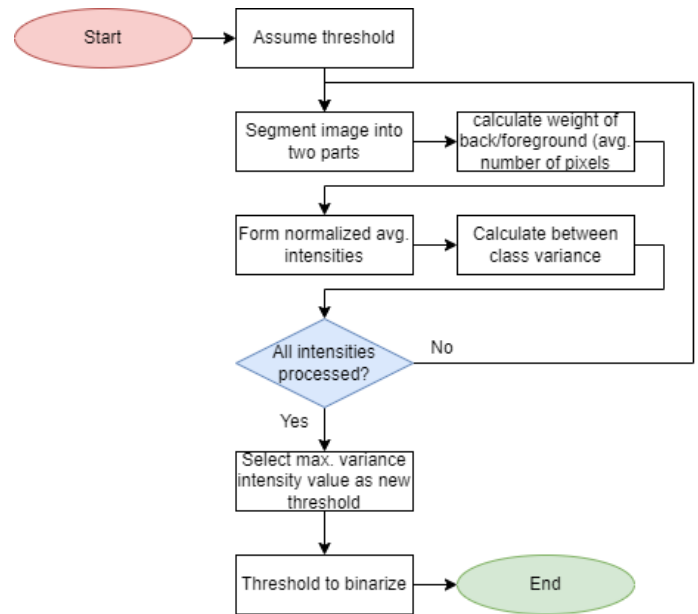 Start
Assume threshold
Segment image into
two parts
calculate weight of
back/foreground (avg.
number of pixels
Form normalized avg.
intensities
Calculate between
class variance
All intensities
processed?
No
Yes
Select max. variance
intensity value as new
threshold
Threshold to binarize
End